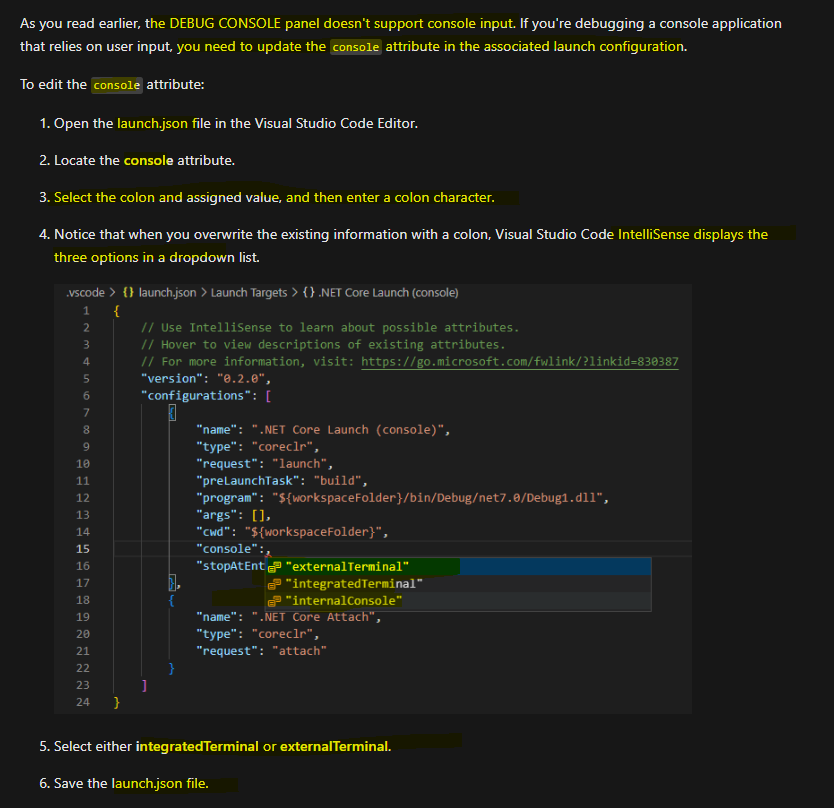 As you read earlier, the DEBUG CONSOLE panel doesn't support console input. If you're debugging a console application
that relies on user input, you need to update the console attribute in the associated launch configuration.
To edit the console attribute:
1. Open the launch.json file in the Visual Studio Code Editor.
2. Locate the console attribute.
3. Select the colon and assigned value, and then enter a colon character.
4. Notice that when you overwrite the existing information with a colon, Visual Studio Code IntelliSense displays the
three options in a dropdown list.
.vscode > {} launch.json > Launch Targets > {} .NET Core Launch (console)
1 {
2 // Use IntelliSense to learn about possible attributes.
3 // Hover to view descriptions of existing attributes.
4 // For more information, visit: https://go.microsoft.com/fwlink/?linkid=830387
5 "version": "0.2.0",
6 "configurations": [
7 {
8 "name": ".NET Core Launch (console)",
9 "type": "coreclr",
10 "request": "launch",
11 "preLaunchTask": "build",
12 "program": "${workspaceFolder}/bin/Debug/net7.0/Debug1.dll",
13 "args": [],
14 "cwd": "${workspaceFolder}",
15 "console":,
16 "stopAtEnt "externalTerminal"
17 }, "integratedTerminal"
18 { "internalConsole"
19 "name": ".NET Core Attach",
20 "type": "coreclr",
21 "request": "attach"
22 }
23 ]
24 }
5. Select either integratedTerminal or externalTerminal.
6. Save the launch.json file.